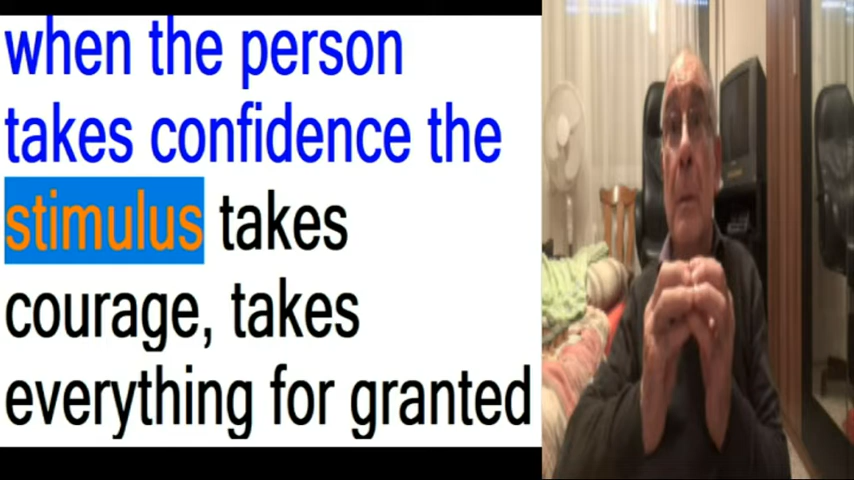 when the person
takes confidence the
stimulus takes
courage, takes
everything for granted